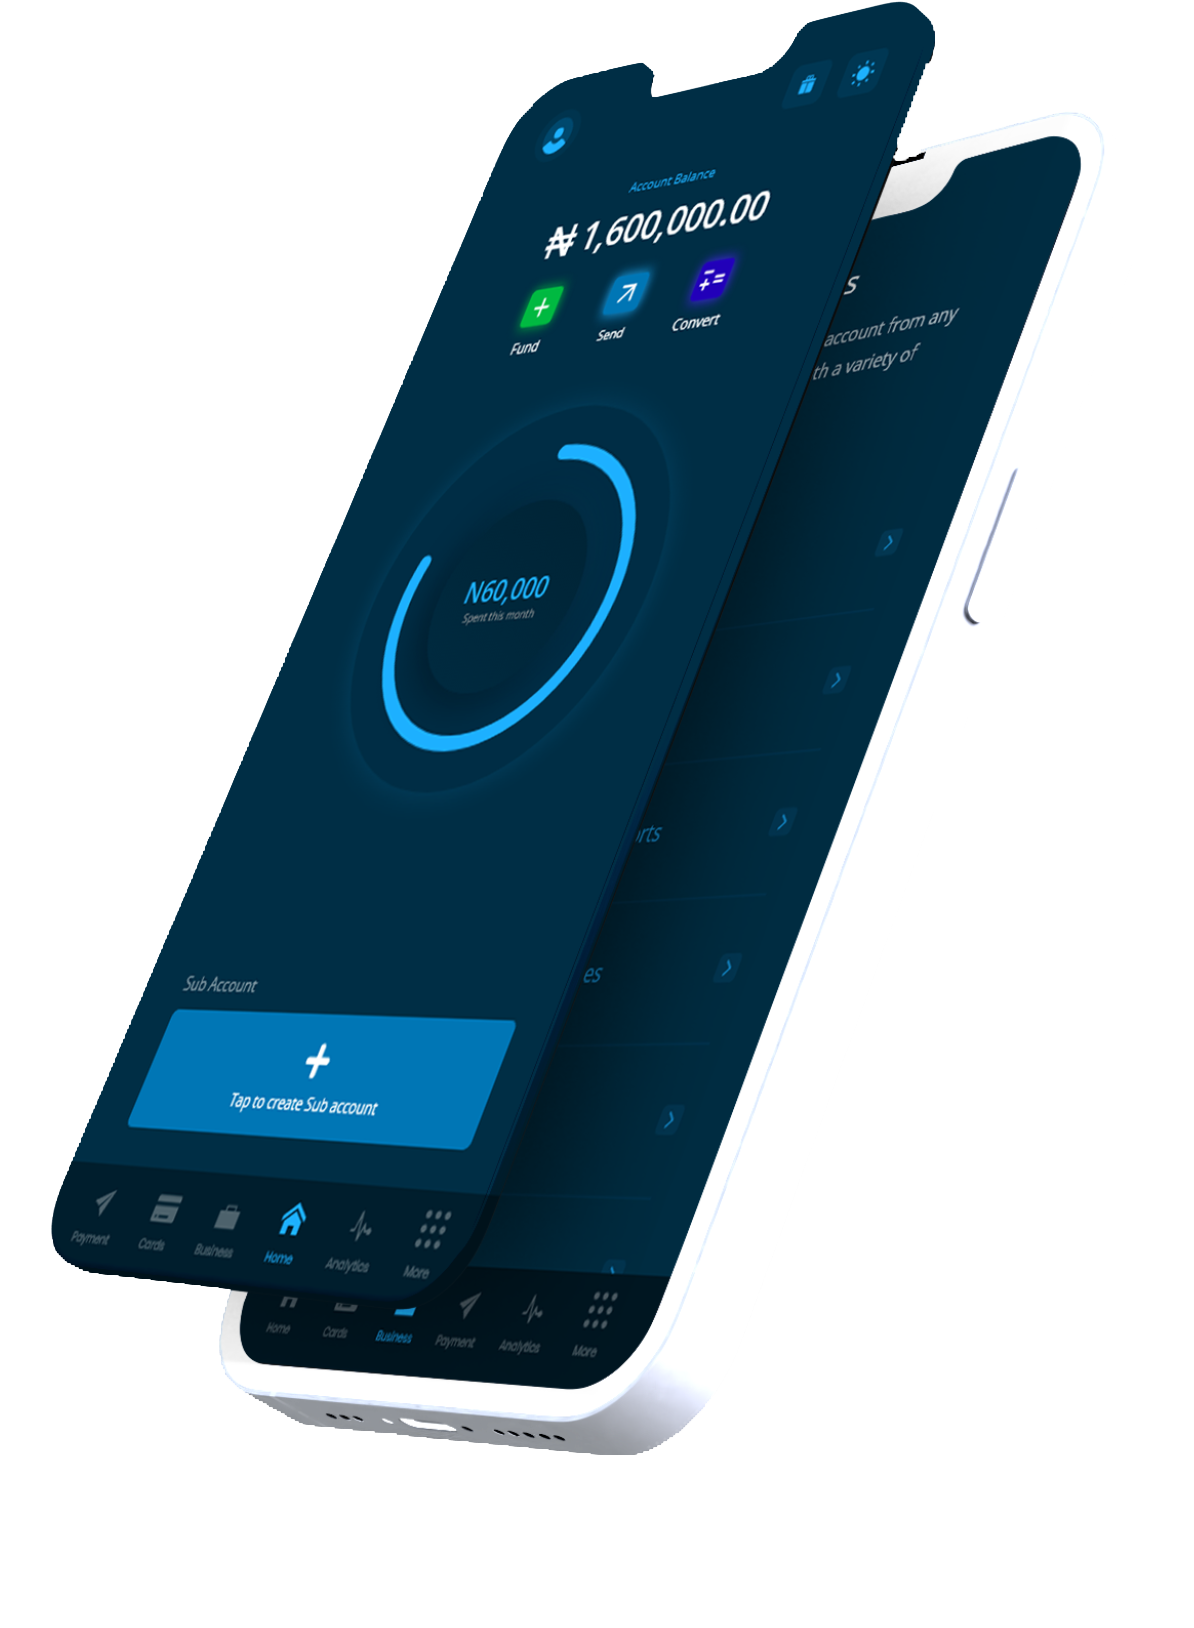 Account Balance
₦ 1,600,000.00
Fund
Send
Convert
N60,000
Spent this month
Sub Account
Tap to create Sub account
Payment
Cards
Business
Home
Analytics
More
s
account from any
th a variety of
rts
es
Home
Cards
Business
Payment
Analytics
More